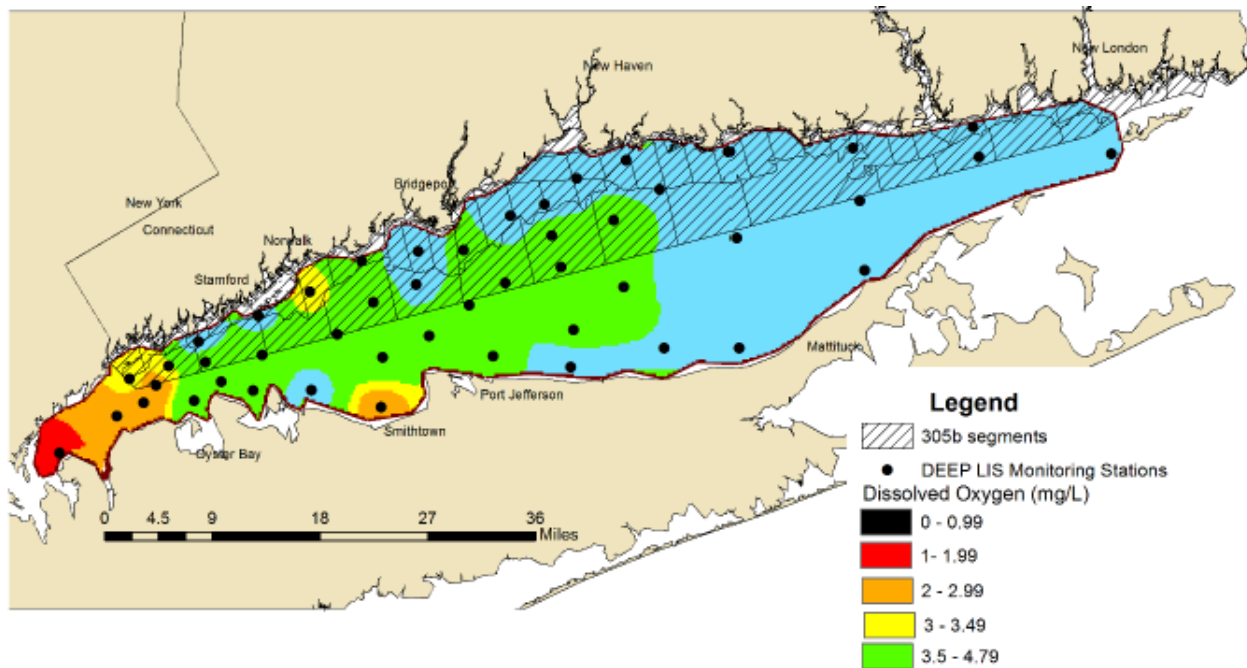 New London
New Haven
Bridgeport
New York
Connecticut
Norwalk
Stamford
Mattituck
Port Jefferson
Smithtown
Oyster Bay
0 4.5 9 18 27 36
Miles
Legend
305b segments
DEEP LIS Monitoring Stations
Dissolved Oxygen (mg/L)
0 - 0.99
1- 1.99
2 - 2.99
3 - 3.49
3.5 - 4.79